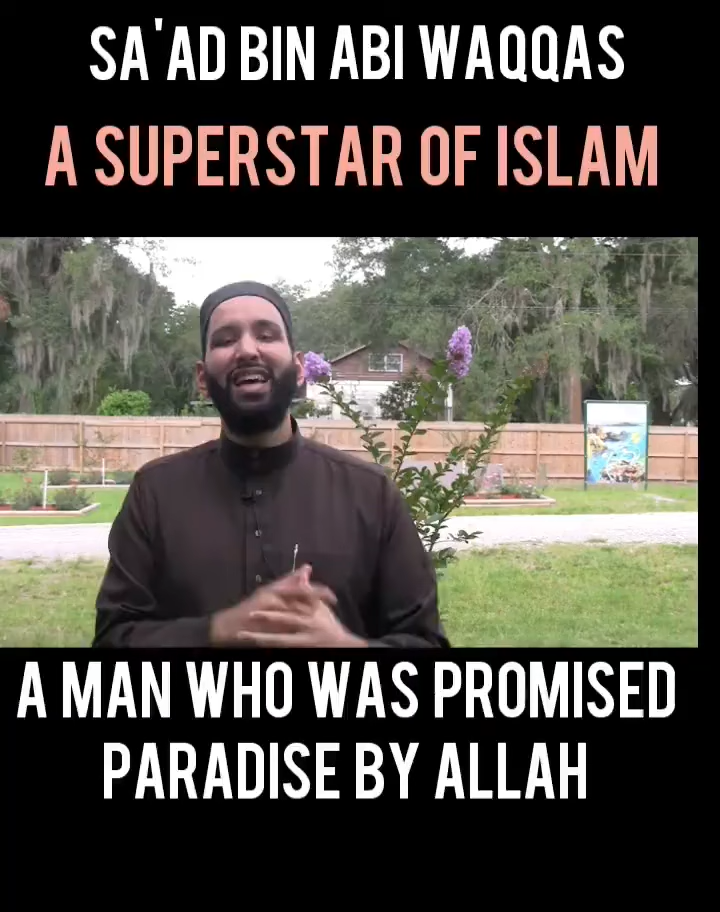 SA'AD BIN ABI WAQQAS
A SUPERSTAR OF ISLAM
A MAN WHO WAS PROMISED
PARADISE BY ALLAH